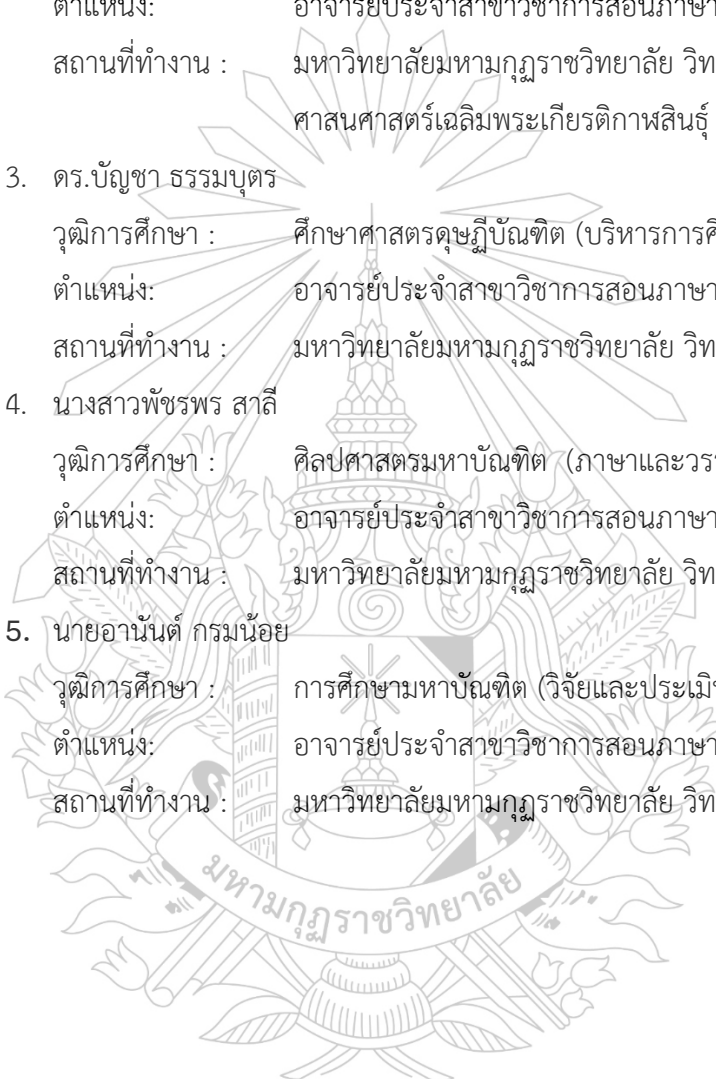 ตำแหน่ง: อาจารย์ประจำสาขาวิชาการสอนภาษา
สถานที่ทำงาน : มหาวิทยาลัยมหามกุฏราชวิทยาลัย วิท
ศาสนศาสตร์เฉลิมพระเกียรติกาฬสินธุ์
3. ดร.บัญชา ธรรมบุตร
วุฒิการศึกษา : ศึกษาศาสตรดุษฎีบัณฑิต (บริหารการศึ
ตำแหน่ง: อาจารย์ประจำสาขาวิชาการสอนภาษา
สถานที่ทำงาน : มหาวิทยาลัยมหามกุฏราชวิทยาลัย วิท
4. นางสาวพัชรพร สาลี
วุฒิการศึกษา : ศิลปศาสตรมหาบัณฑิต (ภาษาและวรร
ตำแหน่ง: อาจารย์ประจำสาขาวิชาการสอนภาษา
สถานที่ทำงาน : มหาวิทยาลัยมหามกุฏราชวิทยาลัย วิท
5. นายอานันต์ กรมน้อย
วุฒิการศึกษา : การศึกษามหาบัณฑิต (วิจัยและประเมิน
ตำแหน่ง: อาจารย์ประจำสาขาวิชาการสอนภาษา
สถานที่ทำงาน : มหาวิทยาลัยมหามกุฏราชวิทยาลัย วิท
มหามกุฏราชวิทยาลัย